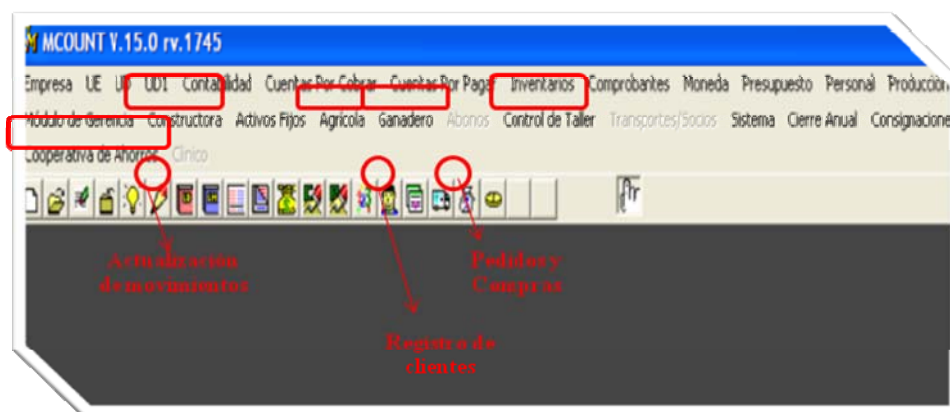 MCOUNT V.15.0 rv.1745
Empresa UE UD UD1 Contabilidad Cuentas Por Cobrar Cuentas Por Pagar Inventarios Comprobantes Moneda Presupuesto Personal Producción
Módulo de Gerencia Constructora Activos Fijos Agrícola Ganadero Abonos Control de Taller Transportes/Socios Sistema Cierre Anual Consignacione
Cooperativa de Ahorros Clínico
Actualización
de movimientos
Pedidos y
Compras
Registro de
clientes